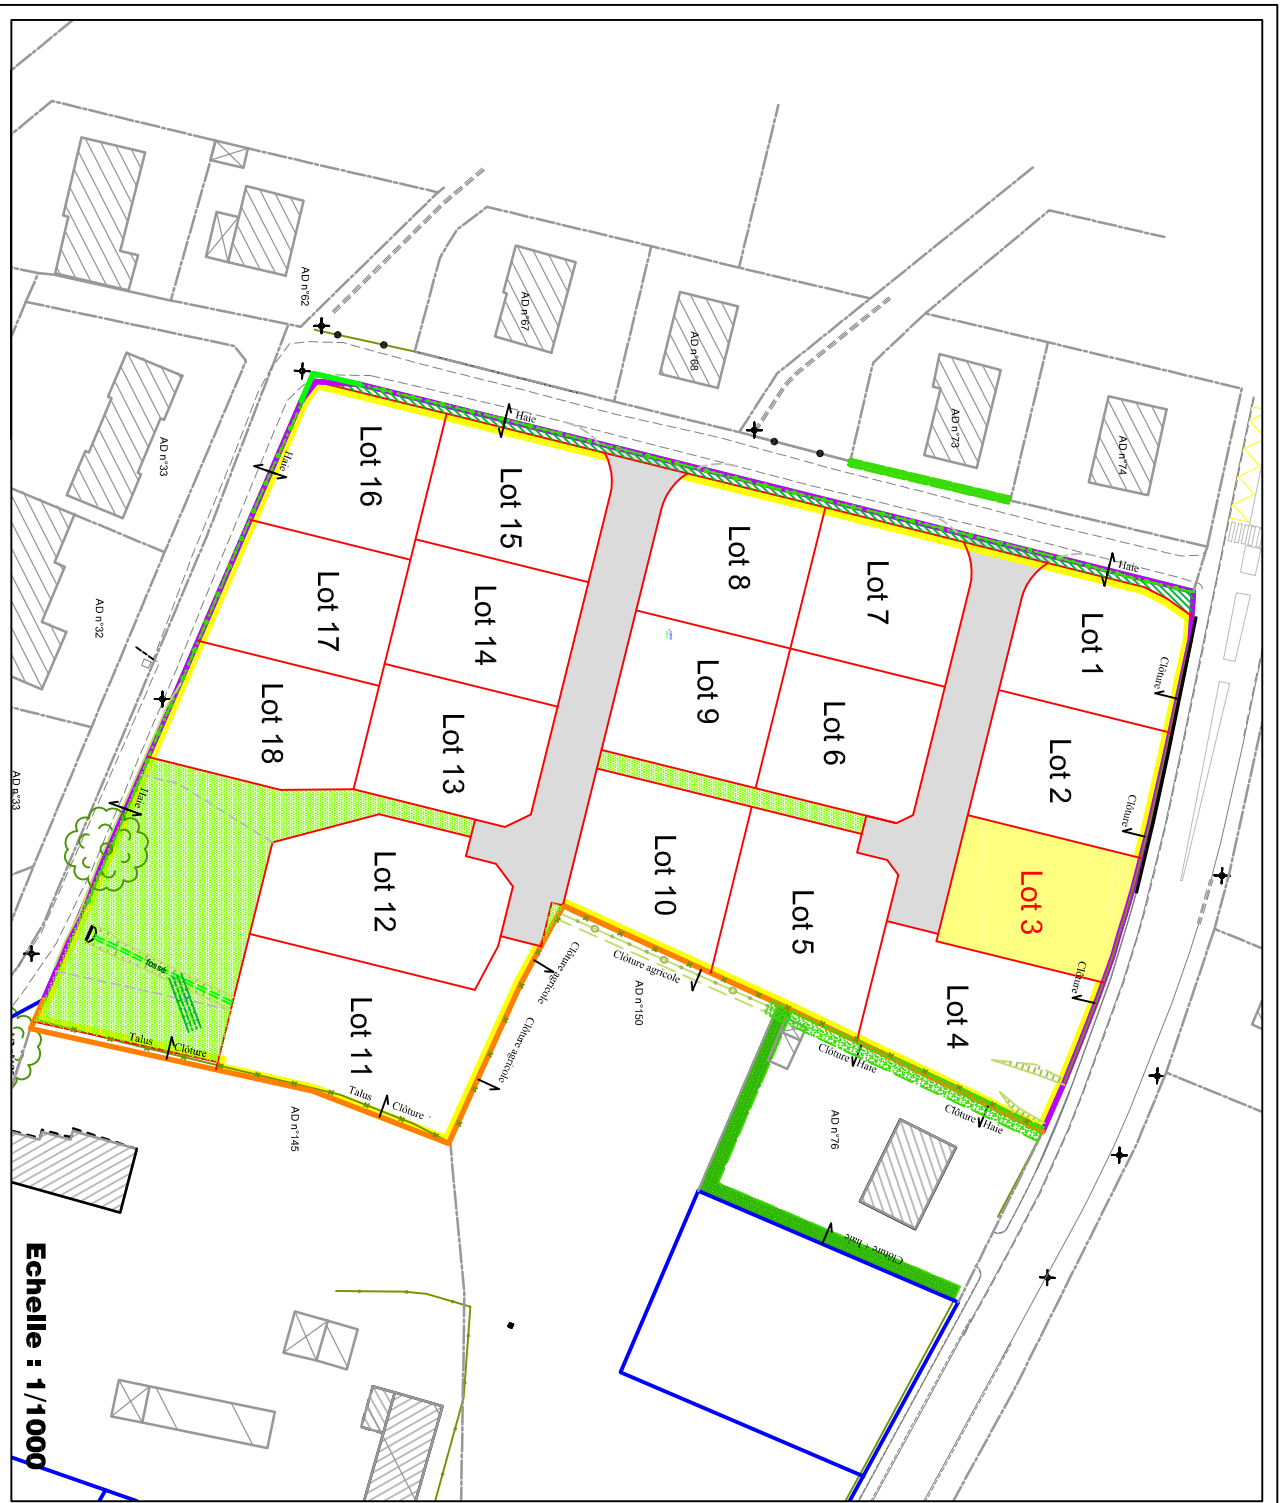 Lot 1
Lot 2
Lot 3
Lot 4
Lot 5
Lot 6
Lot 7
Lot 8
Lot 9
Lot 10
Lot 11
Lot 12
Lot 13
Lot 14
Lot 15
Lot 16
Lot 17
Lot 18
AD n°62
AD n°67
AD n°68
AD n°73
AD n°74
AD n°33
AD n°32
AD n°33
AD n°150
AD n°76
AD n°145
Haie
Haie
Haie
Haie
Clôture
Clôture
Clôture
Clôture agricole
Clôture agricole
Clôture agricole
Clôture
Haie
Clôture
Haie
Clôture + haie
Talus
Clôture
Talus
Clôture
fossé
Echelle : 1/1000